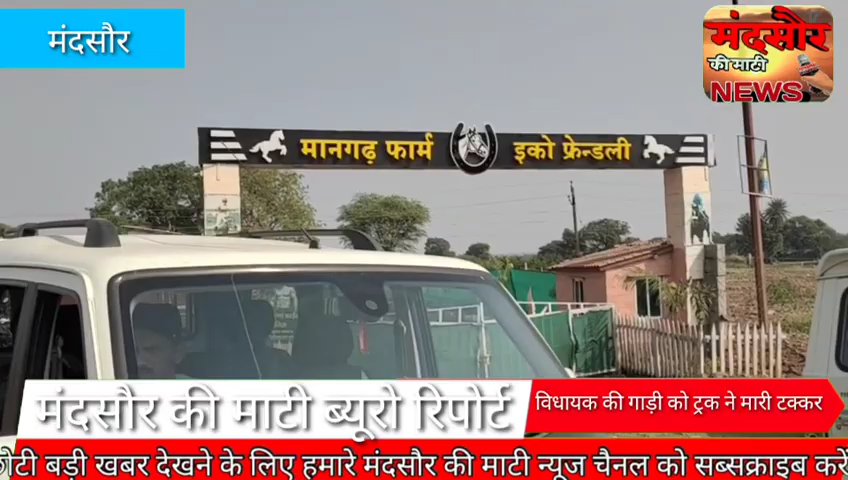 मंदसौर
मंदसौर
की माटी
NEWS
मानगढ़ फार्म इको फ्रेन्डली
मंदसौर की माटी ब्यूरो रिपोर्ट
विधायक की गाड़ी को ट्रक ने मारी टक्कर
छोटी बड़ी खबर देखने के लिए हमारे मंदसौर की माटी न्यूज चैनल को सब्सक्राइब करें